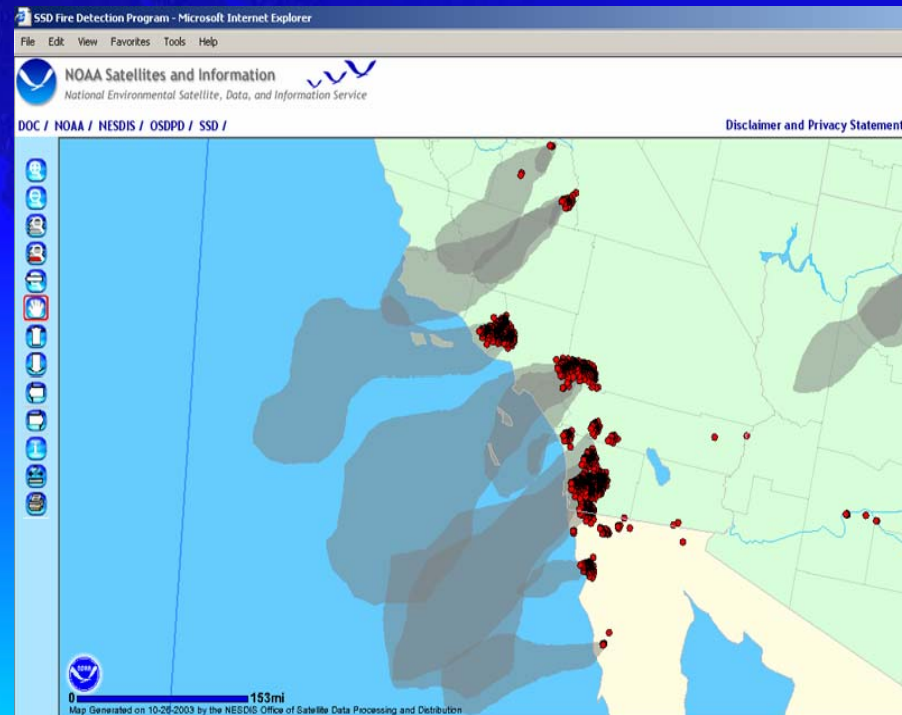 SSD Fire Detection Program - Microsoft Internet Explorer
File Edit View Favorites Tools Help
NOAA Satellites and Information
National Environmental Satellite, Data, and Information Service
DOC / NOAA / NESDIS / OSDPD / SSD /
Disclaimer and Privacy Statement
0 153mi
Map Generated on 10-26-2003 by the NESDIS Office of Satellite Data Processing and Distribution